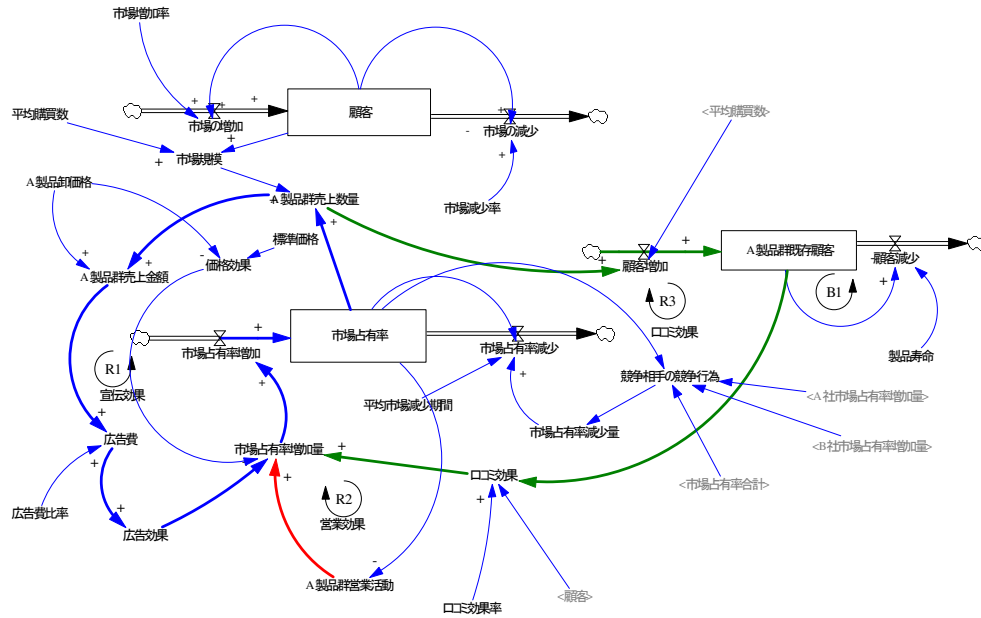 市場増加率
平均購買数
顧客
<平均購買数>
市場の増加
市場の減少
市場規模
A製品卸価格
A製品群売上数量
市場減少率
標準価格
A製品群既存顧客
価格効果
顧客増加
顧客減少
A製品群売上金額
B1
R3
口コミ効果
市場占有率
市場占有率増加
市場占有率減少
製品寿命
R1
宣伝効果
競争相手の競争行為
<A社市場占有率増加量>
平均市場減少期間
市場占有率減少量
広告費
<B社市場占有率増加量>
市場占有率増加量
口コミ効果
<市場占有率合計>
R2
広告費比率
営業効果
広告効果
A製品群営業活動
<顧客>
口コミ効果率